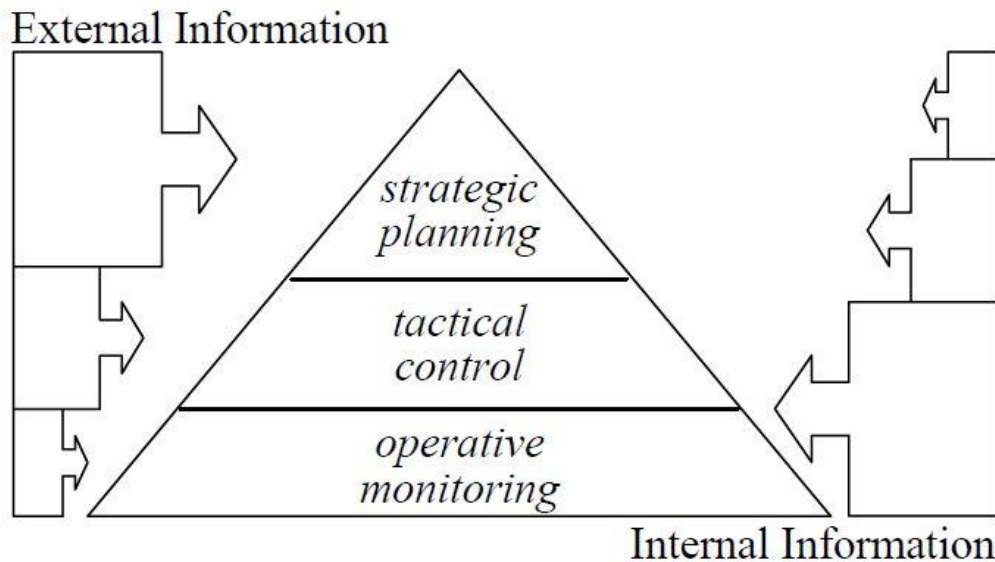 External Information
strategic
planning
tactical
control
operative
monitoring
Internal Information